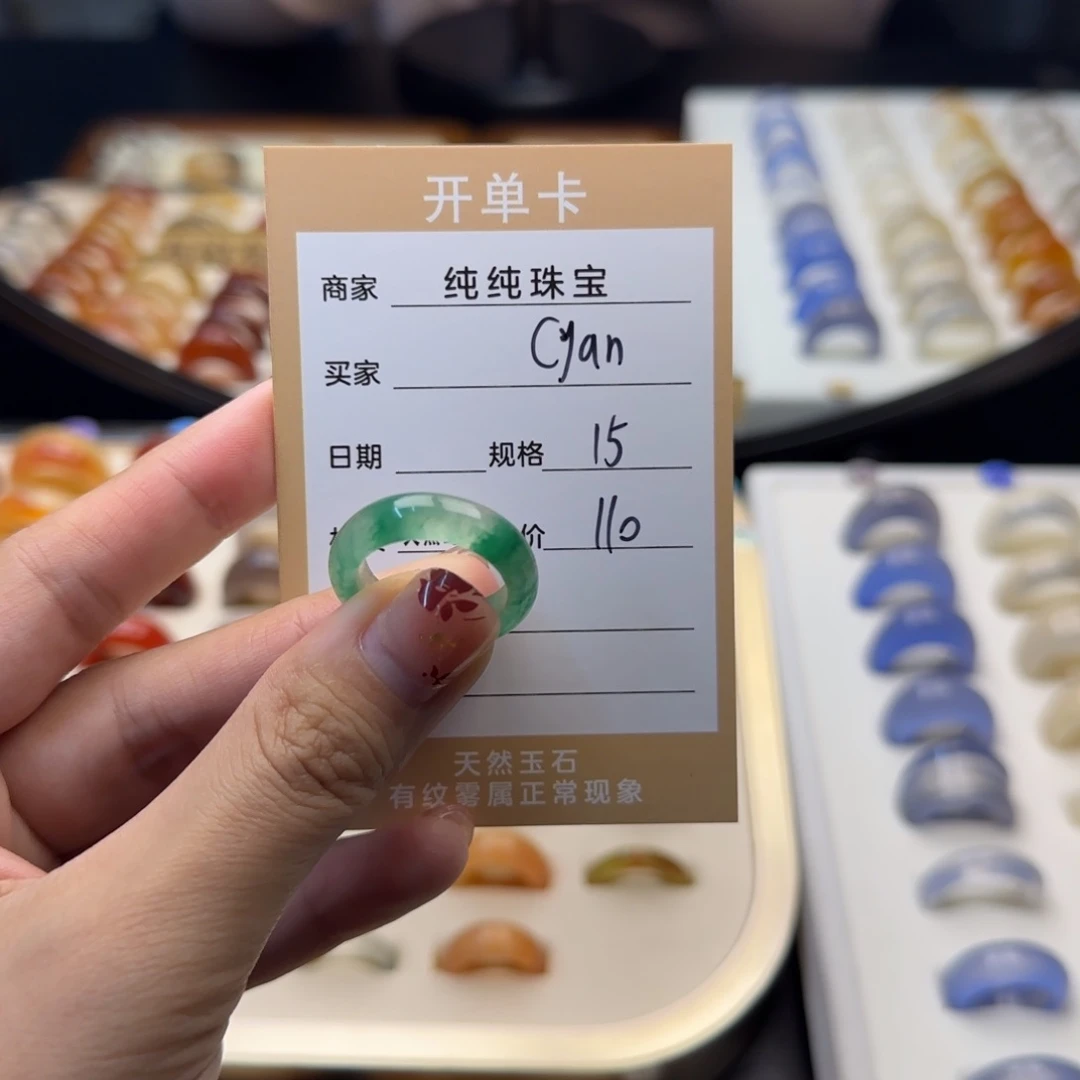 开单卡
商家 纯纯珠宝
买家 Cyan
日期 规格 15
价 110
天然玉石
有纹零属正常现象